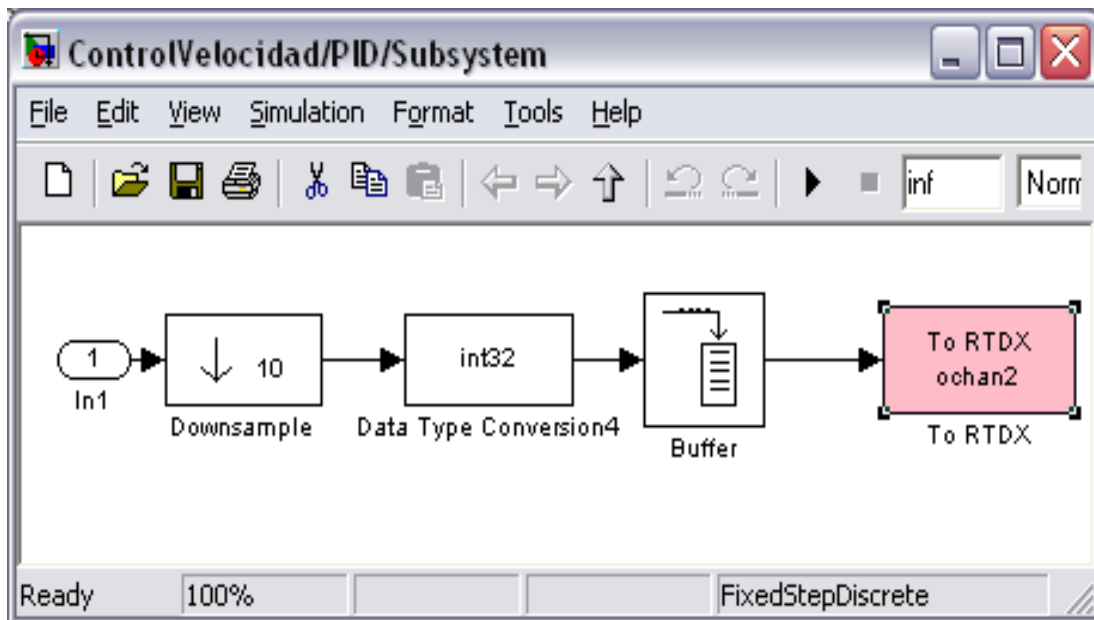 ControlVelocidad/PID/Subsystem
File Edit View Simulation Format Tools Help
inf Norm
1
In1
10
Downsample
int32
Data Type Conversion4
Buffer
To RTDX
ochan2
To RTDX
Ready 100% FixedStepDiscrete